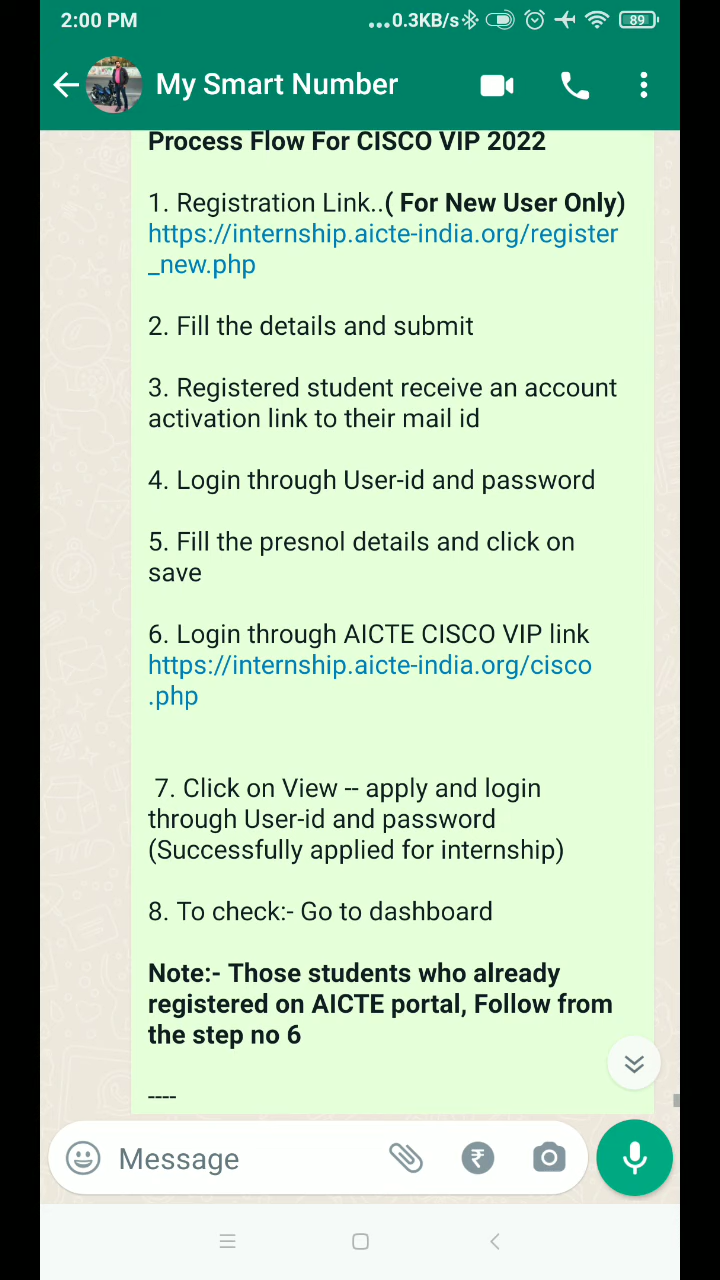 2:00 PM
...0.3KB/s
89
My Smart Number
Process Flow For CISCO VIP 2022
1. Registration Link..( For New User Only)
https://internship.aicte-india.org/register
_new.php
2. Fill the details and submit
3. Registered student receive an account
activation link to their mail id
4. Login through User-id and password
5. Fill the presnol details and click on
save
6. Login through AICTE CISCO VIP link
https://internship.aicte-india.org/cisco
.php
7. Click on View -- apply and login
through User-id and password
(Successfully applied for internship)
8. To check:- Go to dashboard
Note:- Those students who already
registered on AICTE portal, Follow from
the step no 6
----
Message
₹